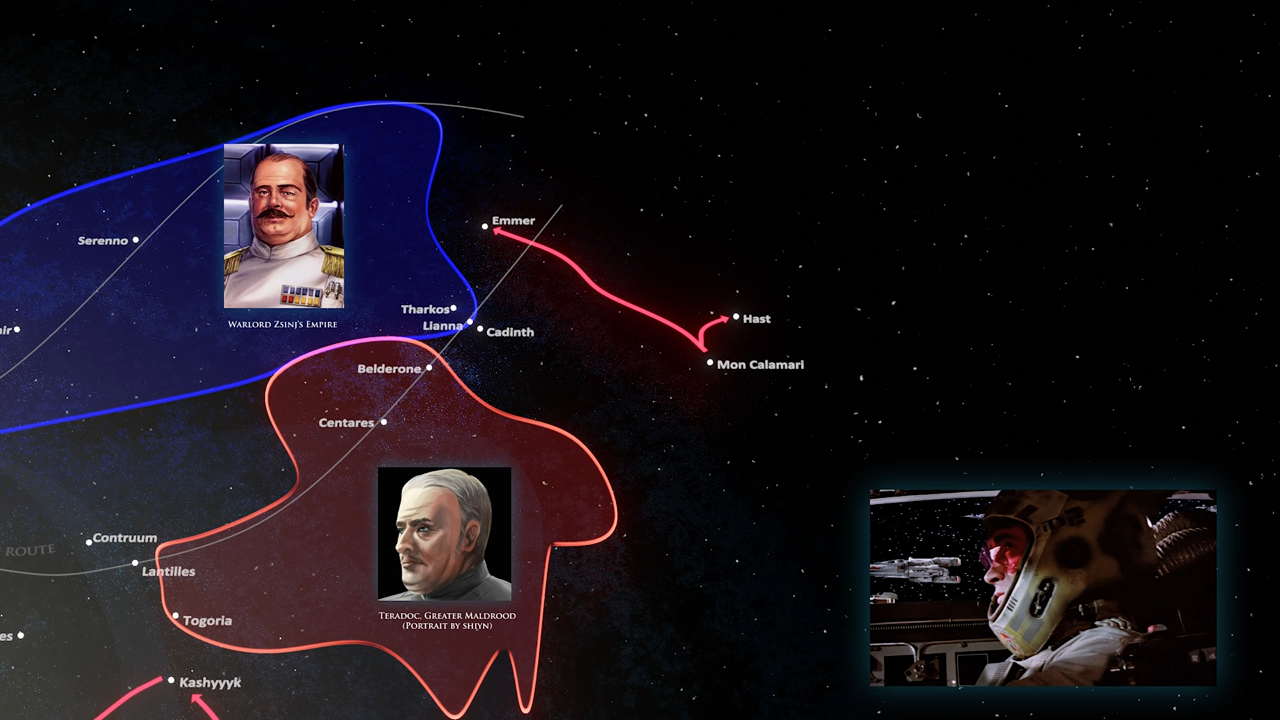 Emmer
Serenno
Tharkos
Warlord Zsinj's Empire
Lianna
Cadinth
Hast
Mon Calamari
Belderone
Centares
Contruum
Route
Lantilles
Teradoc, Greater Maldrood
(Portrait by shlyn)
Togoria
Kashyyyk